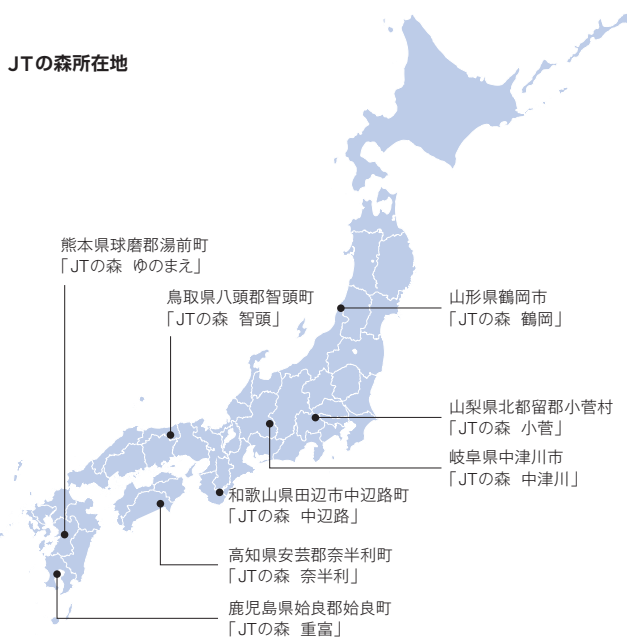 JTの森所在地
熊本県球磨郡湯前町
「JTの森 ゆのまえ」
鳥取県八頭郡智頭町
「JTの森 智頭」
山形県鶴岡市
「JTの森 鶴岡」
山梨県北都留郡小菅村
「JTの森 小菅」
岐阜県中津川市
「JTの森 中津川」
和歌山県田辺市中辺路町
「JTの森 中辺路」
高知県安芸郡奈半利町
「JTの森 奈半利」
鹿児島県姶良郡姶良町
「JTの森 重富」